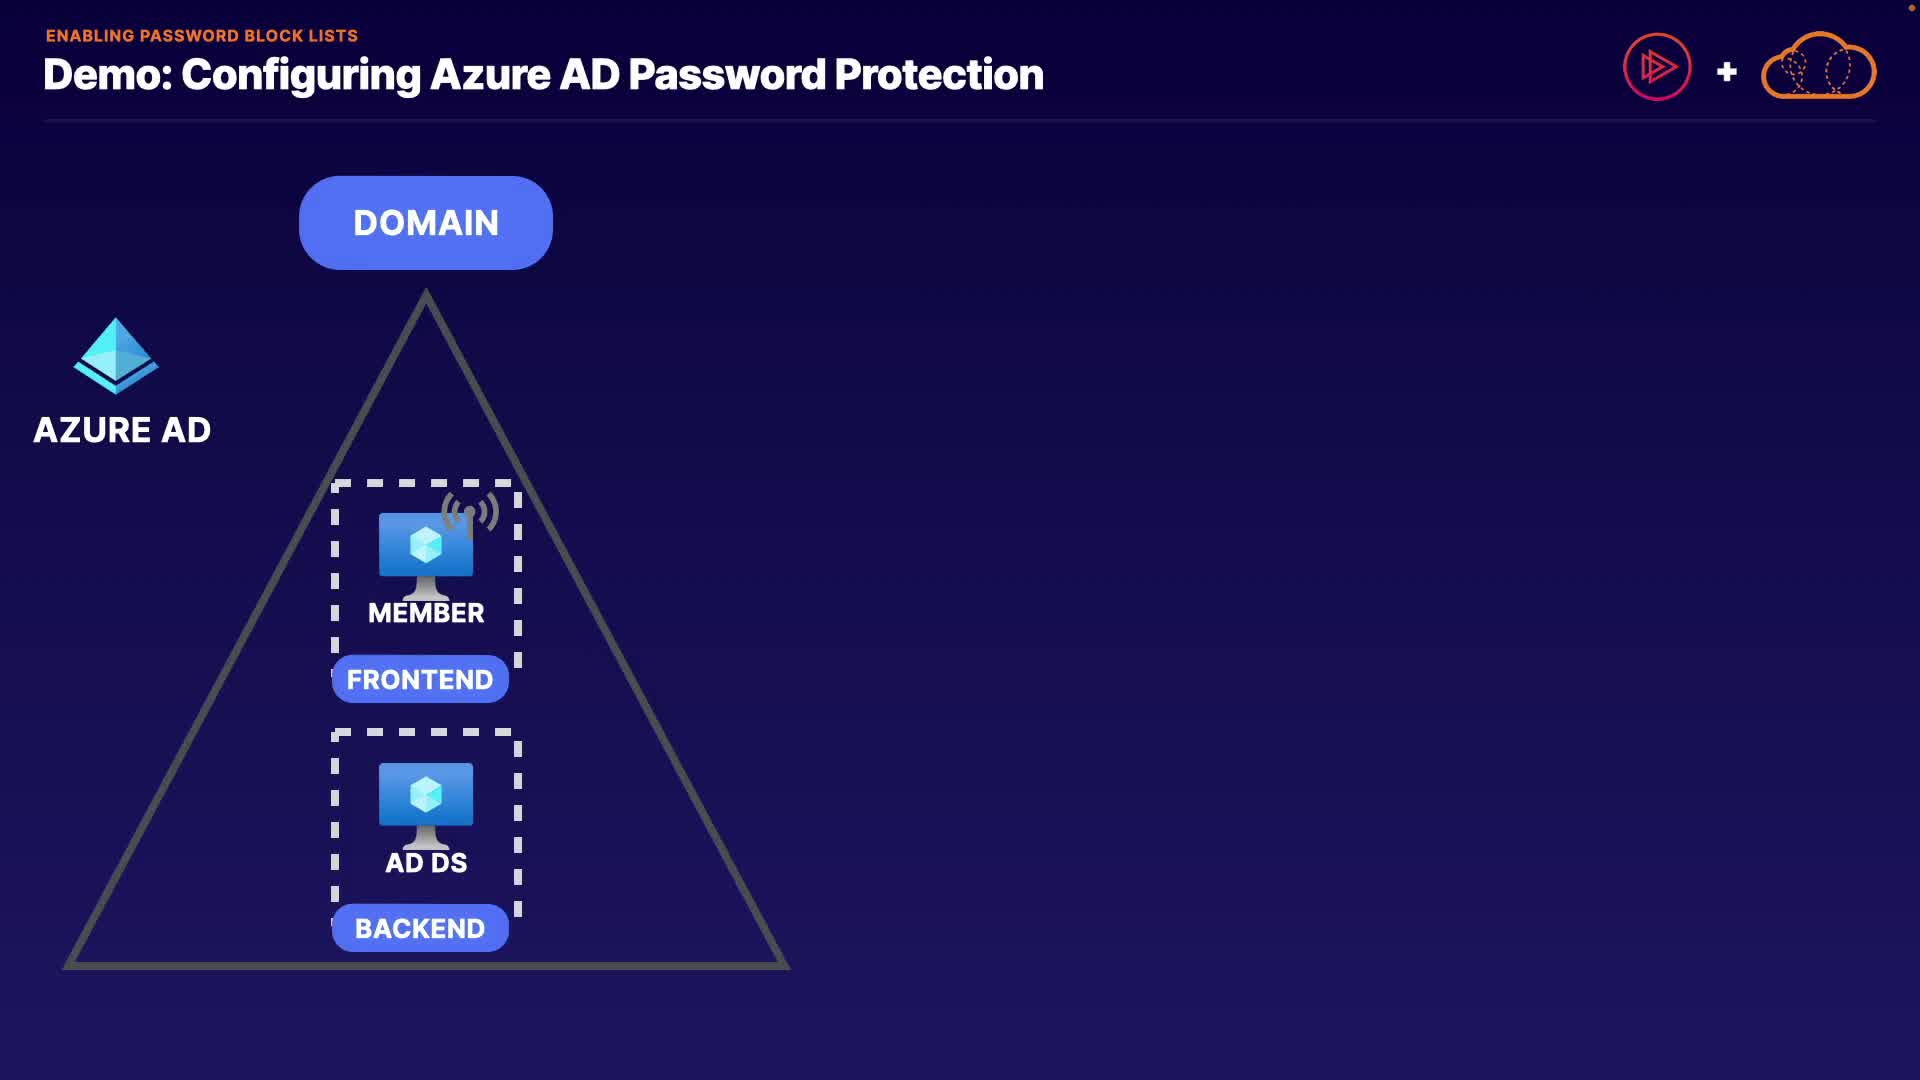 ENABLING PASSWORD BLOCK LISTS
Demo: Configuring Azure AD Password Protection
DOMAIN
AZURE AD
MEMBER
FRONTEND
AD DS
BACKEND